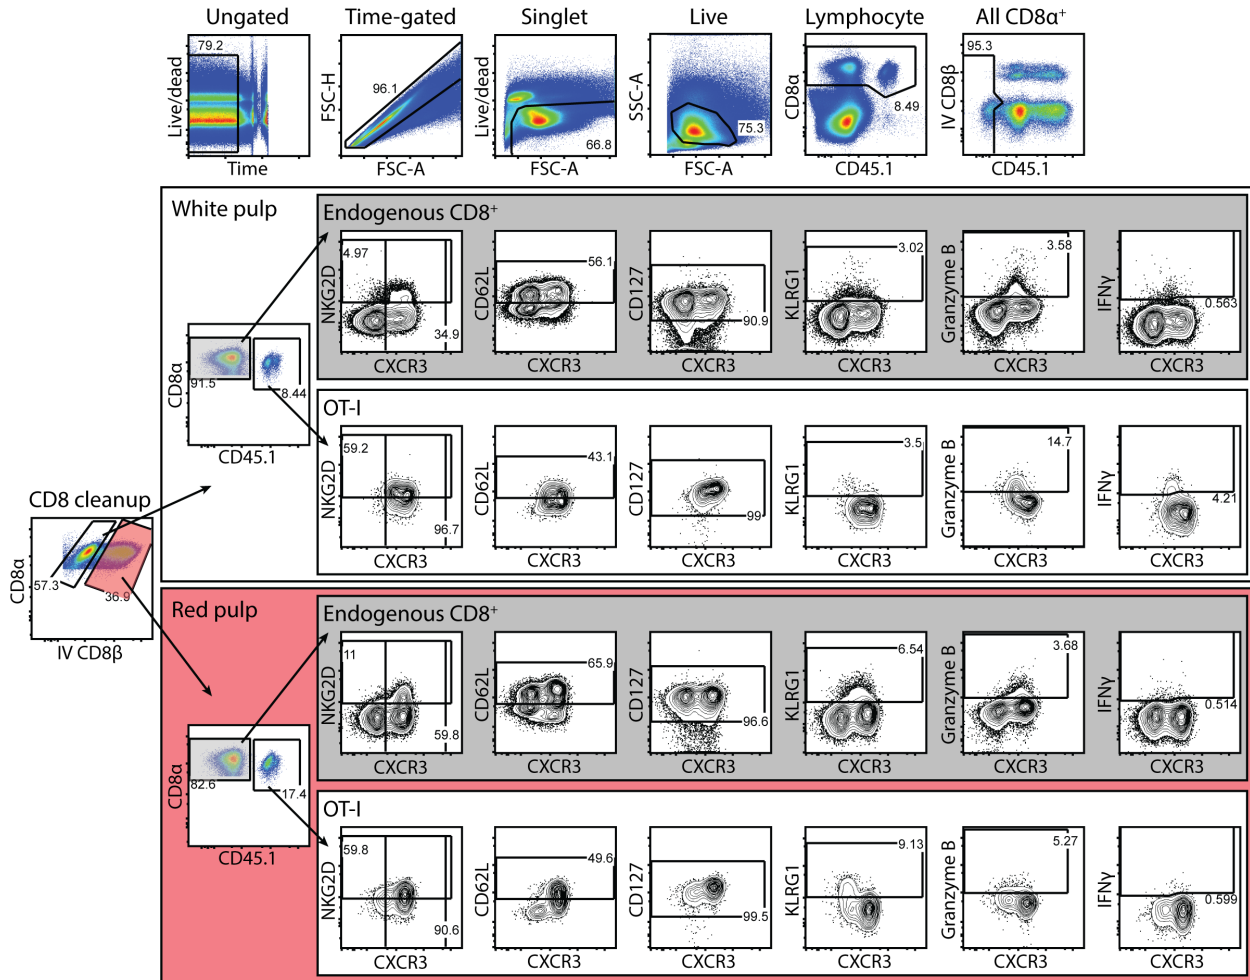 Ungated
Time-gated
Singlet
Live
Lymphocyte
All CD8α⁺
Live/dead
79.2
Time
FSC-H
96.1
FSC-A
Live/dead
66.8
FSC-A
SSC-A
75.3
FSC-A
CD8α
8.49
CD45.1
IV CD8β
95.3
CD45.1
CD8 cleanup
CD8α
57.3
36.9
IV CD8β
White pulp
CD8α
91.5
8.44
CD45.1
Endogenous CD8⁺
NKG2D
4.97
34.9
CXCR3
CD62L
56.1
CXCR3
CD127
90.9
CXCR3
KLRG1
3.02
CXCR3
Granzyme B
3.58
CXCR3
IFNγ
0.563
CXCR3
OT-I
NKG2D
59.2
96.7
CXCR3
CD62L
43.1
CXCR3
CD127
99
CXCR3
KLRG1
3.5
CXCR3
Granzyme B
14.7
CXCR3
IFNγ
4.21
CXCR3
Red pulp
CD8α
82.6
17.4
CD45.1
Endogenous CD8⁺
NKG2D
11
59.8
CXCR3
CD62L
65.9
CXCR3
CD127
96.6
CXCR3
KLRG1
6.54
CXCR3
Granzyme B
3.68
CXCR3
IFNγ
0.514
CXCR3
OT-I
NKG2D
59.8
90.6
CXCR3
CD62L
49.6
CXCR3
CD127
99.5
CXCR3
KLRG1
9.13
CXCR3
Granzyme B
5.27
CXCR3
IFNγ
0.599
CXCR3